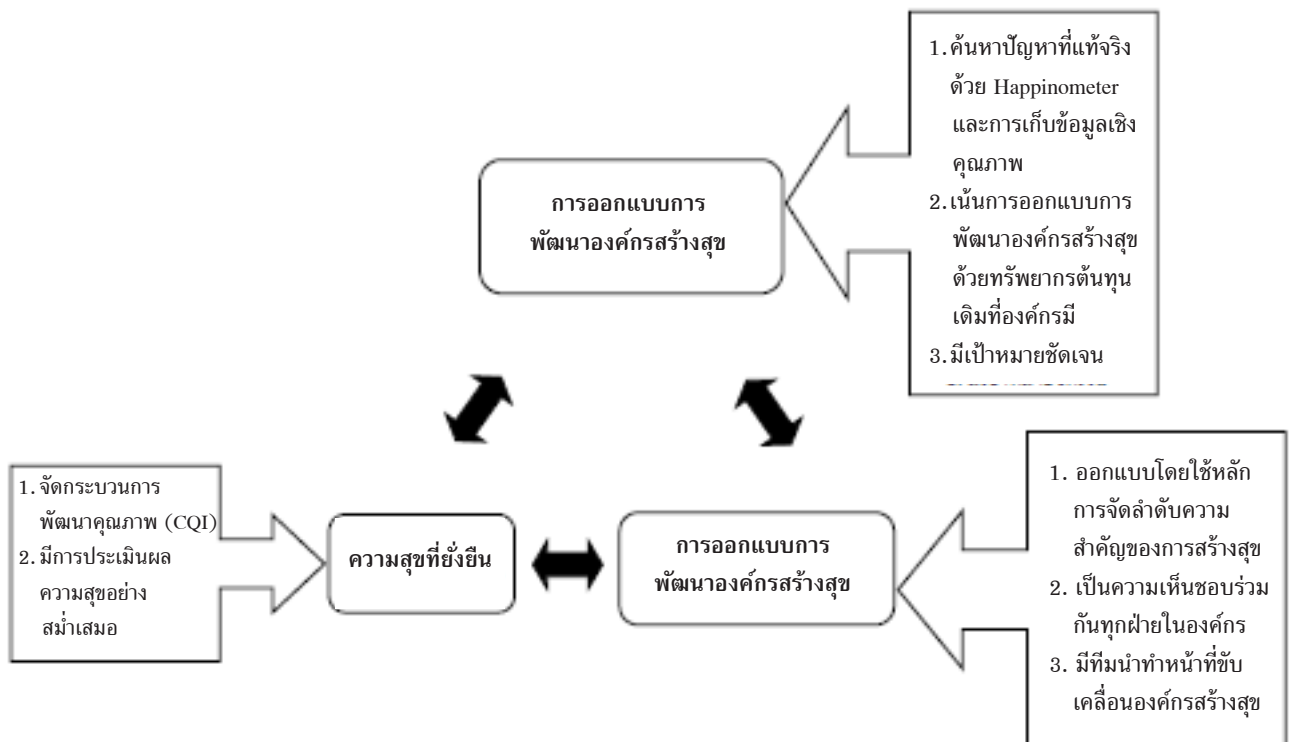 1.ค้นหาปัญหาที่แท้จริง
ด้วย Happinometer
และการเก็บข้อมูลเชิง
คุณภาพ
2.เน้นการออกแบบการ
พัฒนาองค์กรสร้างสุข
ด้วยทรัพยากรต้นทุน
เดิมที่องค์กรมี
3.มีเป้าหมายชัดเจน
การออกแบบการ
พัฒนาองค์กรสร้างสุข
1. จัดกระบวนการ
พัฒนาคุณภาพ (CQI)
2. มีการประเมินผล
ความสุขอย่าง
สม่ำเสมอ
ความสุขที่ยั่งยืน
การออกแบบการ
พัฒนาองค์กรสร้างสุข
1. ออกแบบโดยใช้หลัก
การจัดลำดับความ
สำคัญของการสร้างสุข
2. เป็นความเห็นชอบร่วม
กันทุกฝ่ายในองค์กร
3. มีทีมนำทำหน้าที่ขับ
เคลื่อนองค์กรสร้างสุข